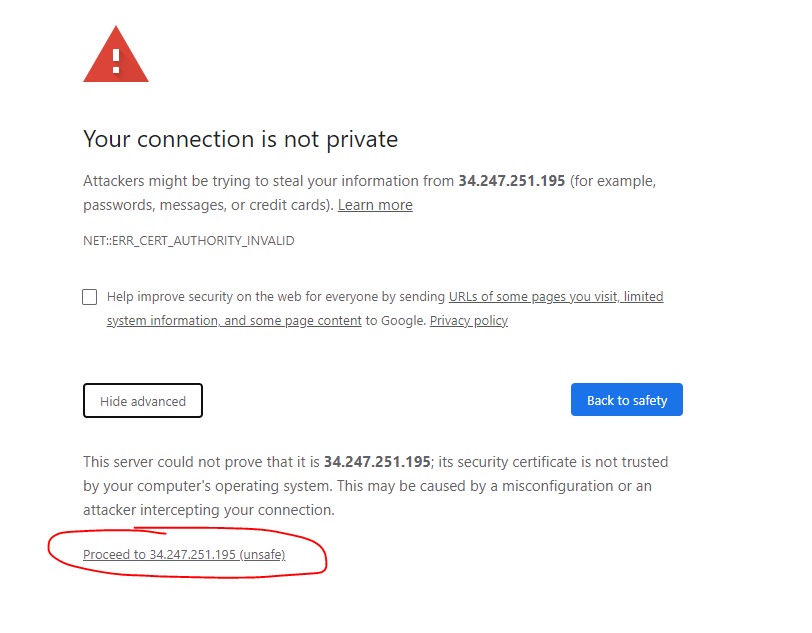 Your connection is not private
Attackers might be trying to steal your information from 34.247.251.195 (for example,
passwords, messages, or credit cards). Learn more
NET::ERR_CERT_AUTHORITY_INVALID
Help improve security on the web for everyone by sending URLs of some pages you visit, limited
system information, and some page content to Google. Privacy policy
Hide advanced
Back to safety
This server could not prove that it is 34.247.251.195; its security certificate is not trusted
by your computer's operating system. This may be caused by a misconfiguration or an
attacker intercepting your connection.
Proceed to 34.247.251.195 (unsafe)